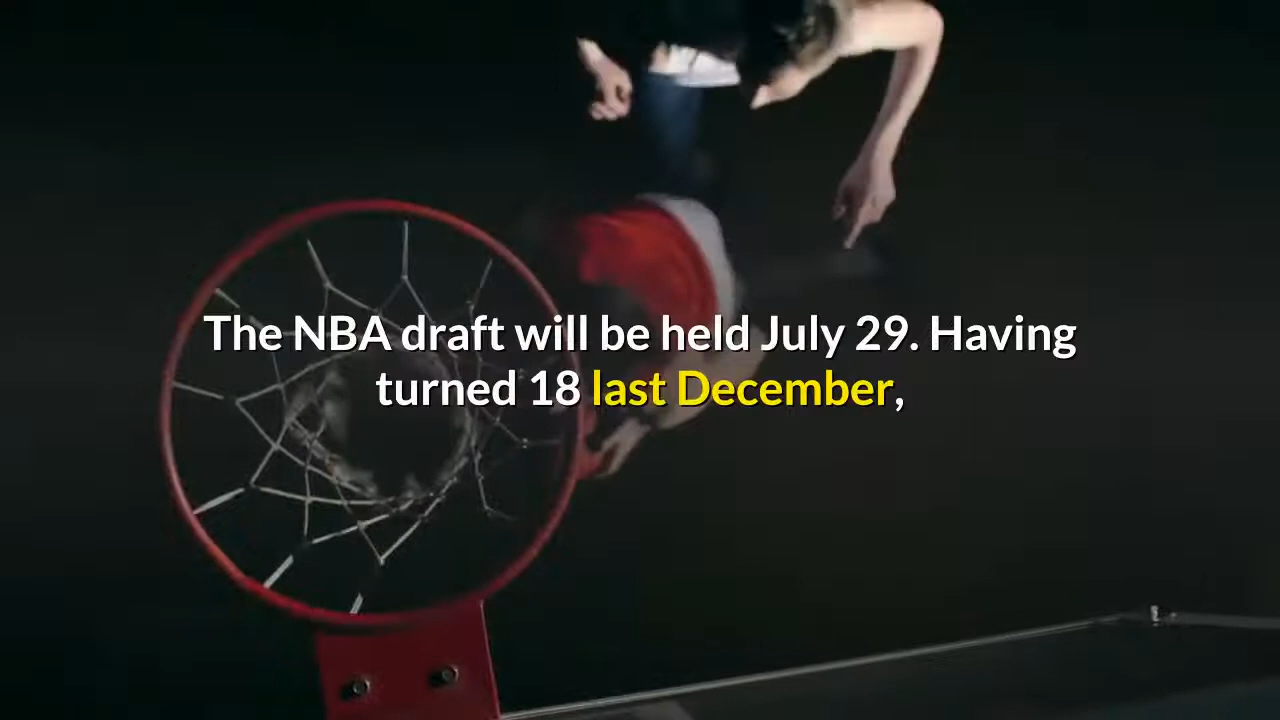 The NBA draft will be held July 29. Having
turned 18 last December,